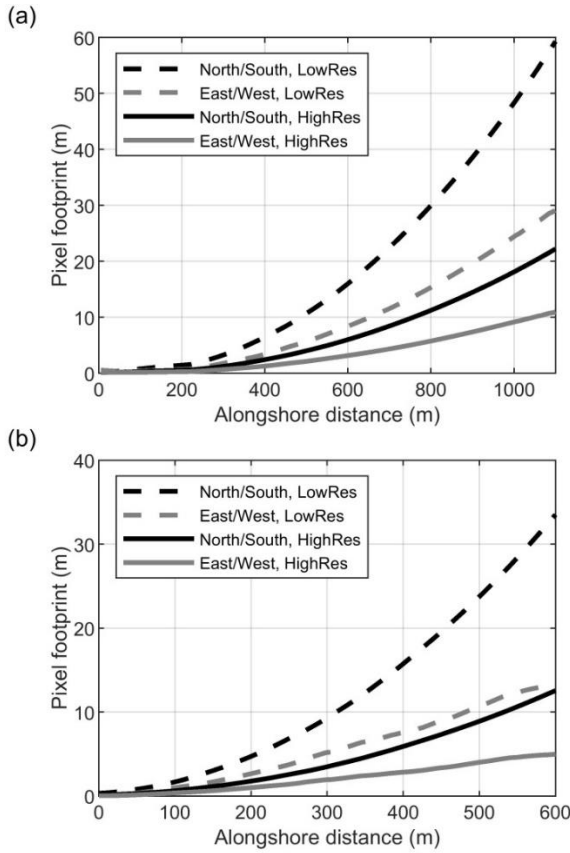 (a)
60
50
40
30
20
10
0
Pixel footprint (m)
North/South, LowRes
East/West, LowRes
North/South, HighRes
East/West, HighRes
0 200 400 600 800 1000
Alongshore distance (m)
(b)
40
30
20
10
0
Pixel footprint (m)
North/South, LowRes
East/West, LowRes
North/South, HighRes
East/West, HighRes
0 100 200 300 400 500 600
Alongshore distance (m)